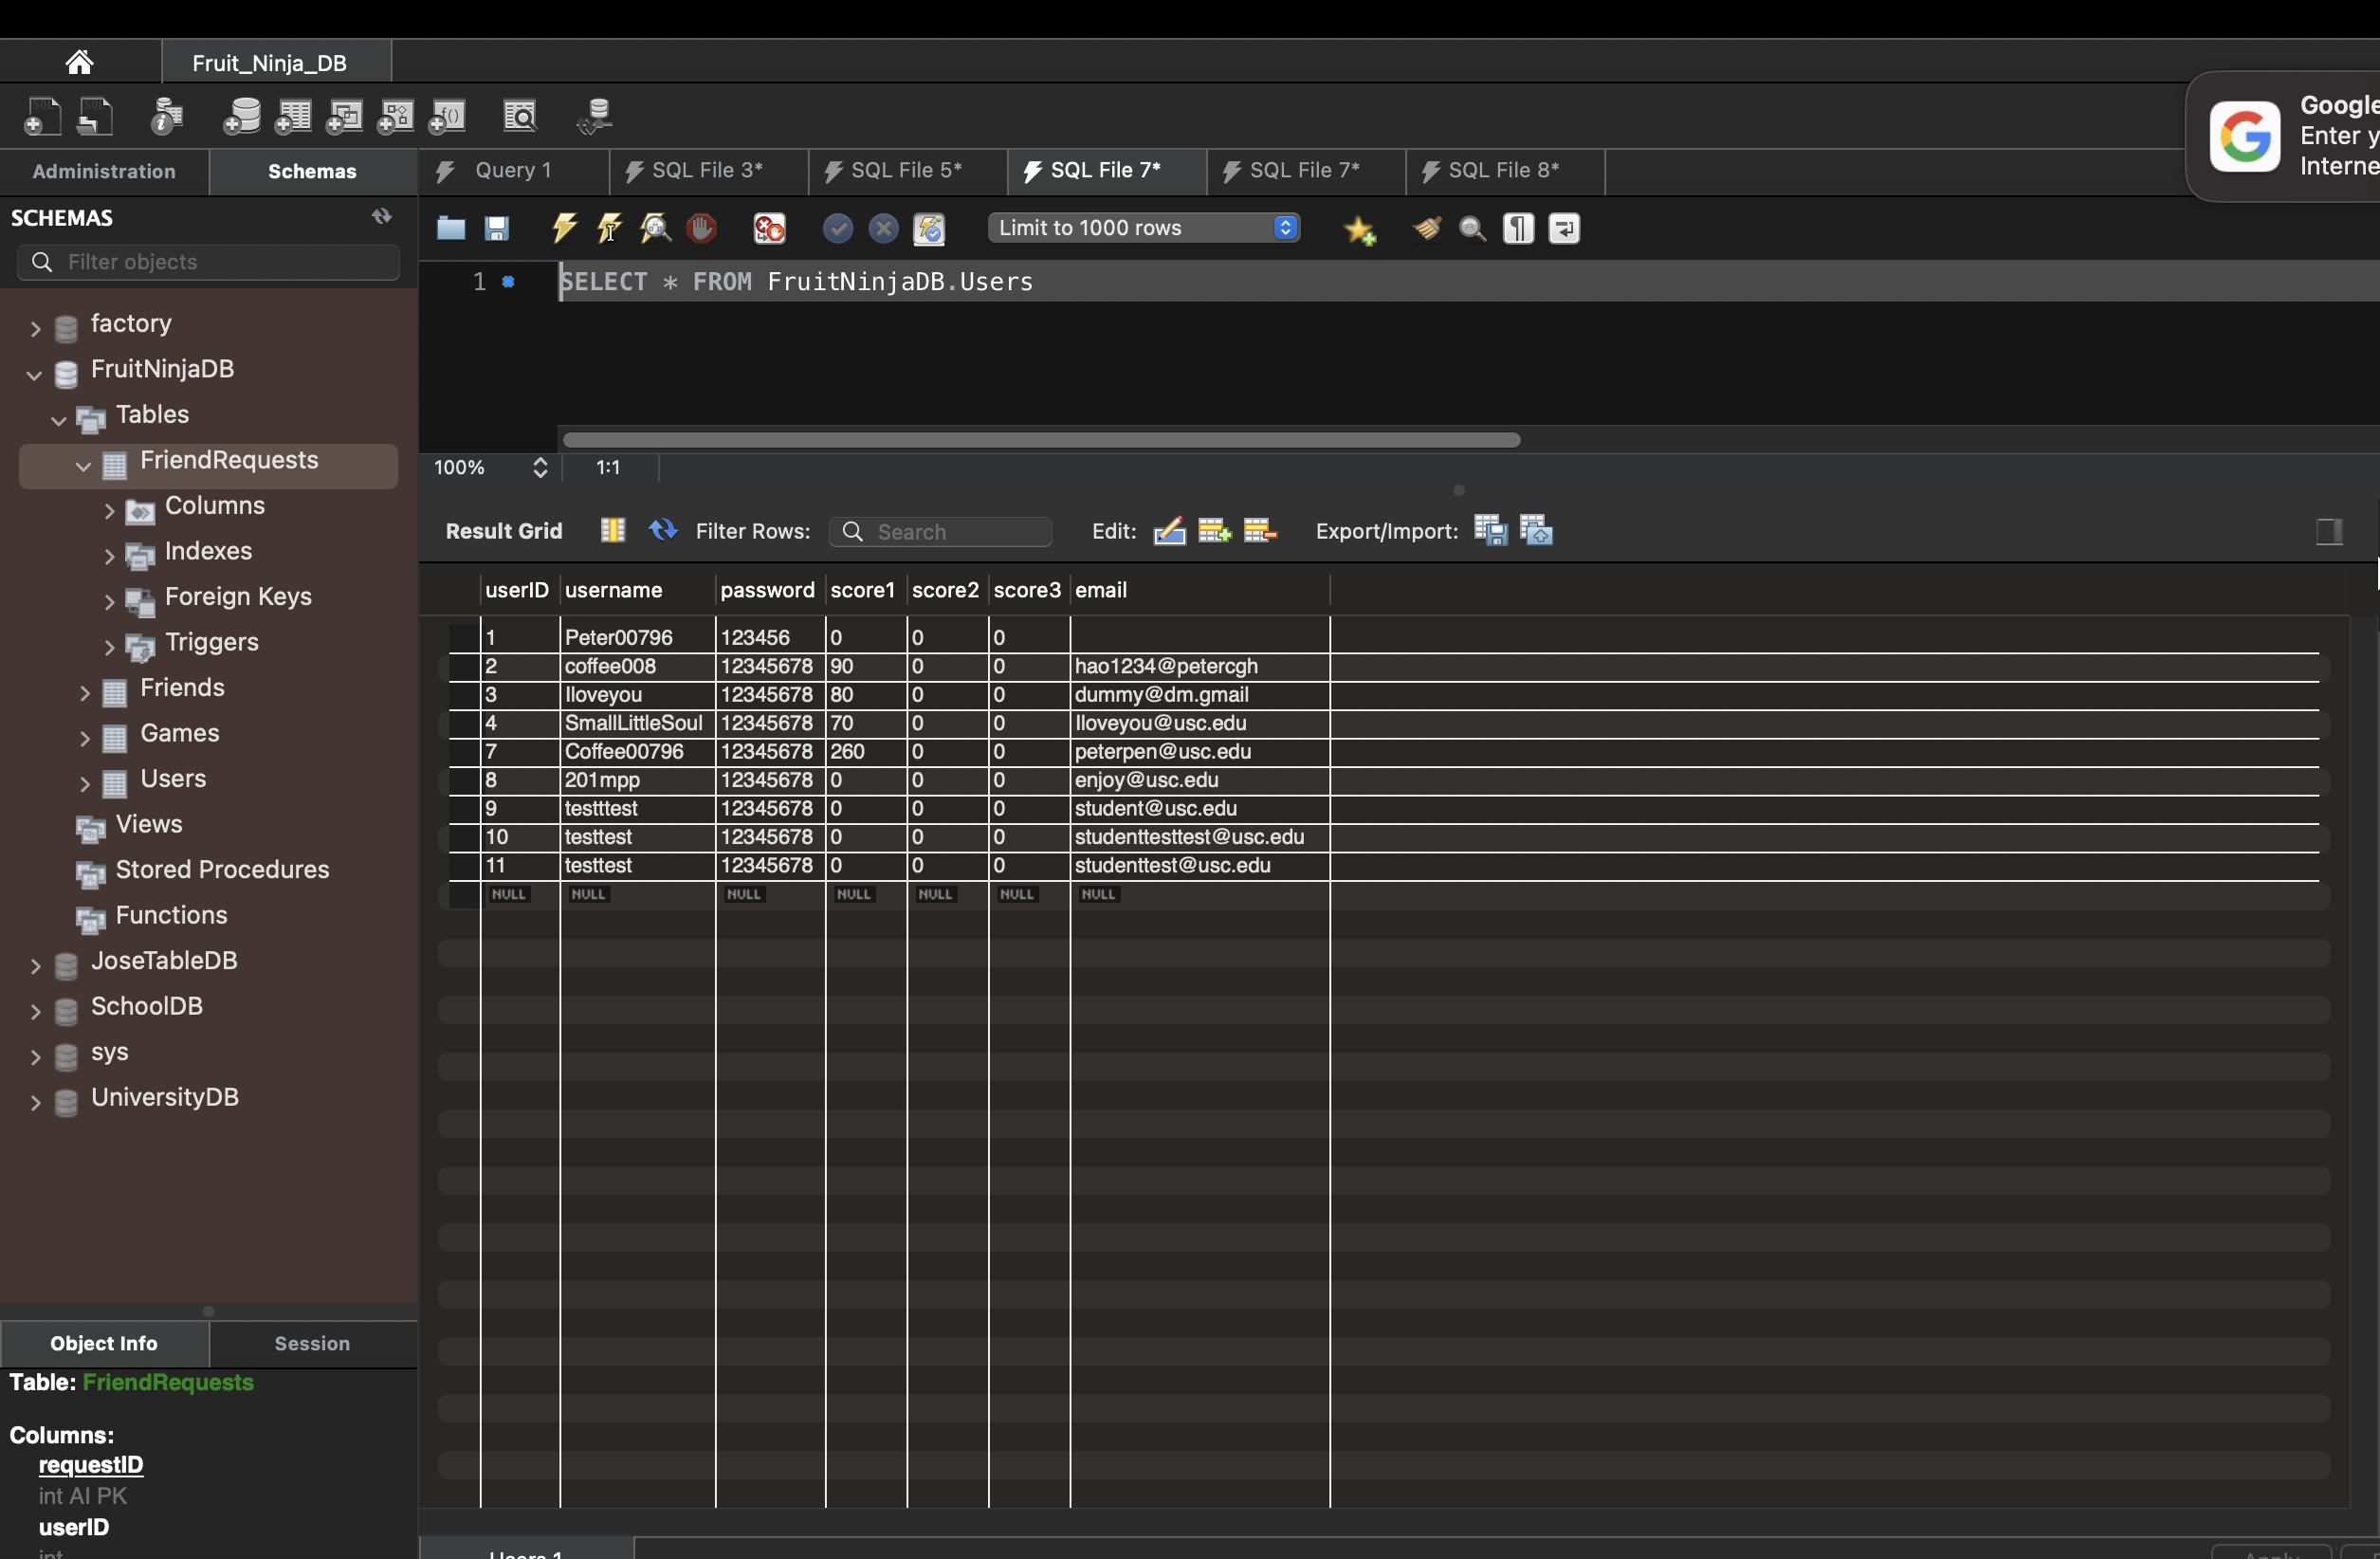 Fruit_Ninja_DB
Google
Enter y
Interne
Administration
Schemas
Query 1
SQL File 3*
SQL File 5*
SQL File 7*
SQL File 7*
SQL File 8*
SCHEMAS
Filter objects
Limit to 1000 rows
1
SELECT * FROM FruitNinjaDB.Users
factory
FruitNinjaDB
Tables
FriendRequests
Columns
Indexes
Foreign Keys
Triggers
Friends
Games
Users
Views
Stored Procedures
Functions
JoseTableDB
SchoolDB
sys
UniversityDB
100%
1:1
Result Grid
Filter Rows:
Search
Edit:
Export/Import:
userID username password score1 score2 score3 email
1 Peter00796 123456 0 0 0
2 coffee008 12345678 90 0 0 hao1234@petercgh
3 Iloveyou 12345678 80 0 0 dummy@dm.gmail
4 SmallLittleSoul 12345678 70 0 0 Iloveyou@usc.edu
7 Coffee00796 12345678 260 0 0 peterpen@usc.edu
8 201mpp 12345678 0 0 0 enjoy@usc.edu
9 testttest 12345678 0 0 0 student@usc.edu
10 testtest 12345678 0 0 0 studenttesttest@usc.edu
11 testtest 12345678 0 0 0 studenttest@usc.edu
NULL NULL NULL NULL NULL NULL NULL
Object Info
Session
Table: FriendRequests
Columns:
requestID
int AI PK
userID
int
Users 1
Apply